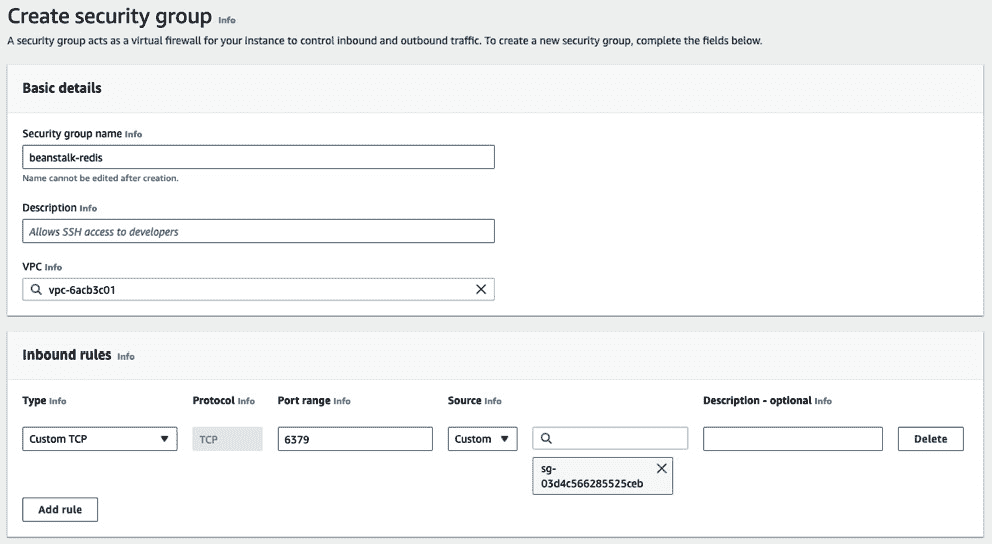 Create security group Info
A security group acts as a virtual firewall for your instance to control inbound and outbound traffic. To create a new security group, complete the fields below.
Basic details
Security group name Info
beanstalk-redis
Name cannot be edited after creation.
Description Info
Allows SSH access to developers
VPC Info
vpc-6acb3c01
Inbound rules Info
Type Info Protocol Info Port range Info Source Info Description - optional Info
Custom TCP TCP 6379 Custom Delete
sg-
03d4c566285525ceb
Add rule